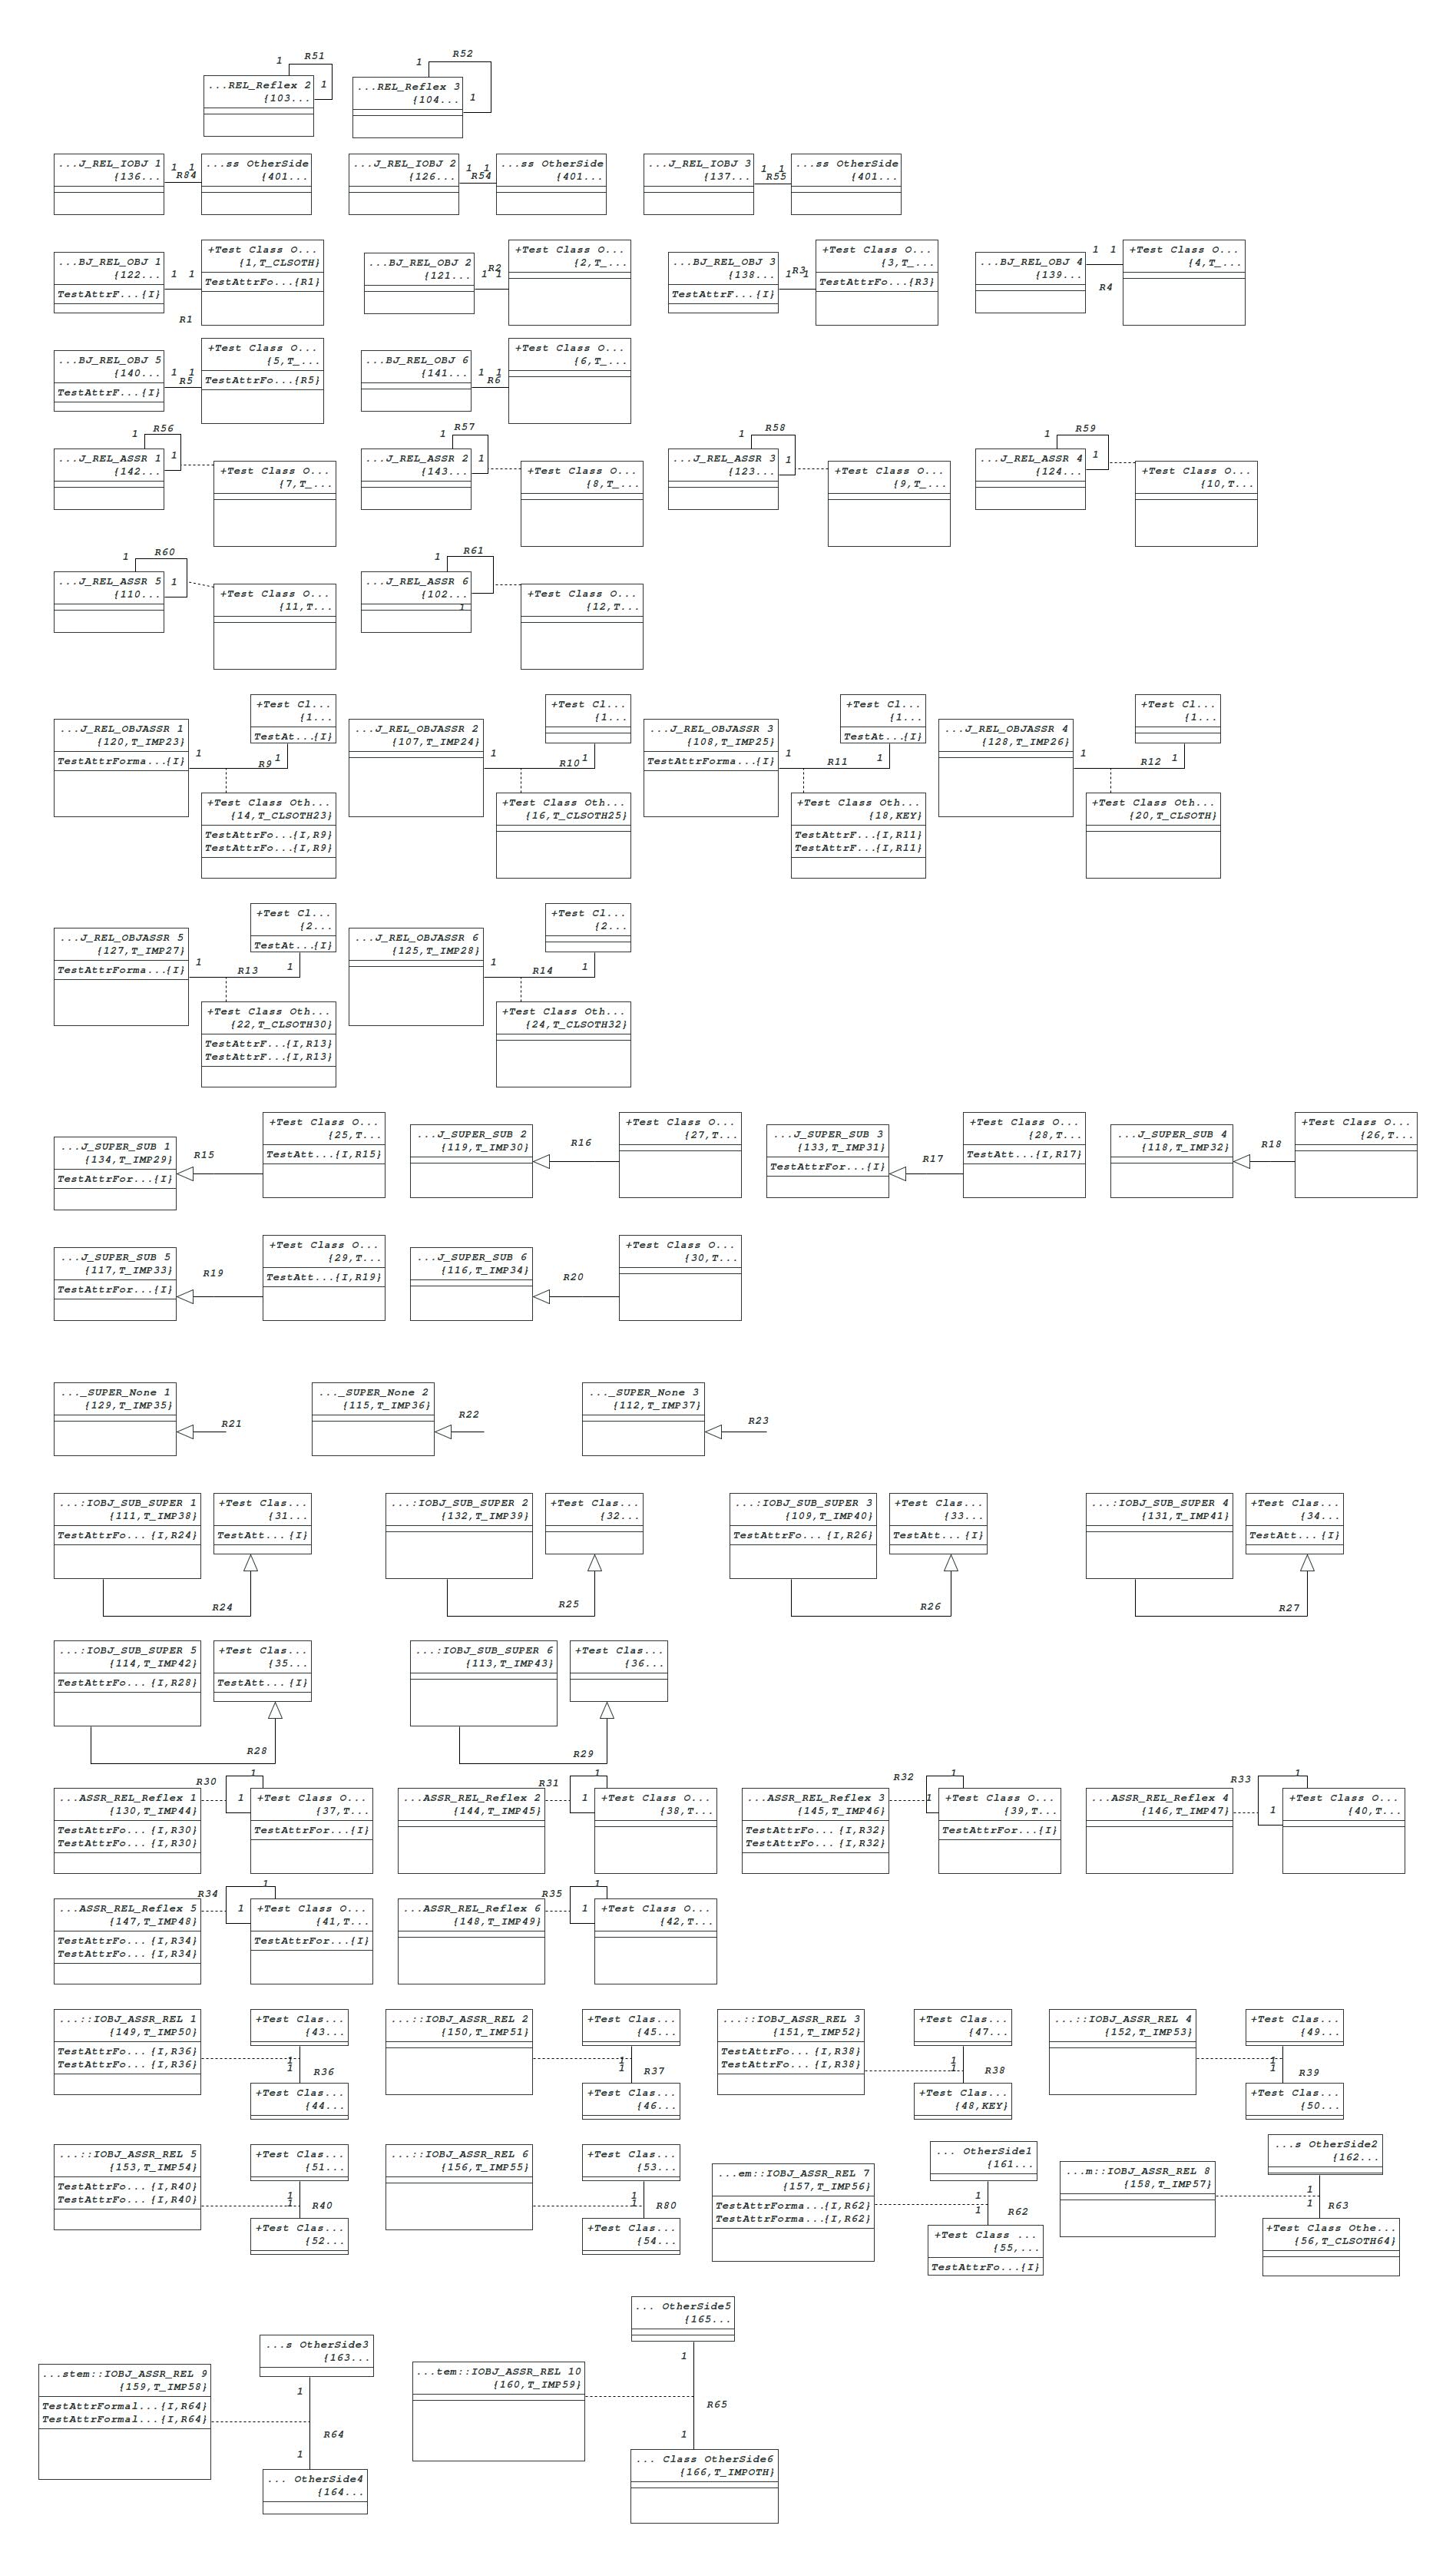 R51
1
1
...REL_Reflex 2
{103...
R52
1
1
...REL_Reflex 3
{104...
...J_REL_IOBJ 1
{136...
1 1
R84
...ss OtherSide
{401...
...J_REL_IOBJ 2
{126...
1 1
R54
...ss OtherSide
{401...
...J_REL_IOBJ 3
{137...
1 1
R55
...ss OtherSide
{401...
...BJ_REL_OBJ 1
{122...
TestAttrF...{I}
1 1
R1
+Test Class O...
{1,T_CLSOTH}
TestAttrFo...{R1}
...BJ_REL_OBJ 2
{121...
R2
1 1
+Test Class O...
{2,T_...
...BJ_REL_OBJ 3
{138...
TestAttrF...{I}
R3
1 1
+Test Class O...
{3,T_...
TestAttrFo...{R3}
...BJ_REL_OBJ 4
{139...
1 1
R4
+Test Class O...
{4,T_...
...BJ_REL_OBJ 5
{140...
TestAttrF...{I}
1 1
R5
+Test Class O...
{5,T_...
TestAttrFo...{R5}
...BJ_REL_OBJ 6
{141...
1 1
R6
+Test Class O...
{6,T_...
1 R56
...J_REL_ASSR 1
{142...
1
+Test Class O...
{7,T_...
1 R57
...J_REL_ASSR 2
{143...
1
+Test Class O...
{8,T_...
1 R58
...J_REL_ASSR 3
{123...
1
+Test Class O...
{9,T_...
1 R59
...J_REL_ASSR 4
{124...
1
+Test Class O...
{10,T...
1 R60
...J_REL_ASSR 5
{110...
1
+Test Class O...
{11,T...
1 R61
...J_REL_ASSR 6
{102...
1
+Test Class O...
{12,T...
...J_REL_OBJASSR 1
{120,T_IMP23}
TestAttrForma...{I}
1
R9 1
+Test Cl...
{1...
TestAt...{I}
+Test Class Oth...
{14,T_CLSOTH23}
TestAttrFo...{I,R9}
TestAttrFo...{I,R9}
...J_REL_OBJASSR 2
{107,T_IMP24}
1
R10 1
+Test Cl...
{1...
+Test Class Oth...
{16,T_CLSOTH25}
...J_REL_OBJASSR 3
{108,T_IMP25}
TestAttrForma...{I}
1
R11 1
+Test Cl...
{1...
TestAt...{I}
+Test Class Oth...
{18,KEY}
TestAttrF...{I,R11}
TestAttrF...{I,R11}
...J_REL_OBJASSR 4
{128,T_IMP26}
1
R12 1
+Test Cl...
{1...
+Test Class Oth...
{20,T_CLSOTH}
...J_REL_OBJASSR 5
{127,T_IMP27}
TestAttrForma...{I}
1
R13 1
+Test Cl...
{2...
TestAt...{I}
+Test Class Oth...
{22,T_CLSOTH30}
TestAttrF...{I,R13}
TestAttrF...{I,R13}
...J_REL_OBJASSR 6
{125,T_IMP28}
1
R14 1
+Test Cl...
{2...
+Test Class Oth...
{24,T_CLSOTH32}
...J_SUPER_SUB 1
{134,T_IMP29}
TestAttrFor...{I}
R15
+Test Class O...
{25,T...
TestAtt...{I,R15}
...J_SUPER_SUB 2
{119,T_IMP30}
R16
+Test Class O...
{27,T...
...J_SUPER_SUB 3
{133,T_IMP31}
TestAttrFor...{I}
R17
+Test Class O...
{28,T...
TestAtt...{I,R17}
...J_SUPER_SUB 4
{118,T_IMP32}
R18
+Test Class O...
{26,T...
...J_SUPER_SUB 5
{117,T_IMP33}
TestAttrFor...{I}
R19
+Test Class O...
{29,T...
TestAtt...{I,R19}
...J_SUPER_SUB 6
{116,T_IMP34}
R20
+Test Class O...
{30,T...
..._SUPER_None 1
{129,T_IMP35}
R21
..._SUPER_None 2
{115,T_IMP36}
R22
..._SUPER_None 3
{112,T_IMP37}
R23
...:IOBJ_SUB_SUPER 1
{111,T_IMP38}
TestAttrFo...{I,R24}
R24
+Test Clas...
{31...
TestAtt...{I}
...:IOBJ_SUB_SUPER 2
{132,T_IMP39}
R25
+Test Clas...
{32...
...:IOBJ_SUB_SUPER 3
{109,T_IMP40}
TestAttrFo...{I,R26}
R26
+Test Clas...
{33...
TestAtt...{I}
...:IOBJ_SUB_SUPER 4
{131,T_IMP41}
R27
+Test Clas...
{34...
TestAtt...{I}
...:IOBJ_SUB_SUPER 5
{114,T_IMP42}
TestAttrFo...{I,R28}
R28
+Test Clas...
{35...
TestAtt...{I}
...:IOBJ_SUB_SUPER 6
{113,T_IMP43}
R29
+Test Clas...
{36...
R30 1
...ASSR_REL_Reflex 1
{130,T_IMP44}
TestAttrFo...{I,R30}
TestAttrFo...{I,R30}
1
+Test Class O...
{37,T...
TestAttrFor...{I}
R31 1
...ASSR_REL_Reflex 2
{144,T_IMP45}
1
+Test Class O...
{38,T...
R32 1
...ASSR_REL_Reflex 3
{145,T_IMP46}
TestAttrFo...{I,R32}
TestAttrFo...{I,R32}
1
+Test Class O...
{39,T...
TestAttrFor...{I}
R33 1
...ASSR_REL_Reflex 4
{146,T_IMP47}
1
+Test Class O...
{40,T...
R34 1
...ASSR_REL_Reflex 5
{147,T_IMP48}
TestAttrFo...{I,R34}
TestAttrFo...{I,R34}
1
+Test Class O...
{41,T...
TestAttrFor...{I}
R35 1
...ASSR_REL_Reflex 6
{148,T_IMP49}
1
+Test Class O...
{42,T...
...::IOBJ_ASSR_REL 1
{149,T_IMP50}
TestAttrFo...{I,R36}
TestAttrFo...{I,R36}
+Test Clas...
{43...
1
1
R36
+Test Clas...
{44...
...::IOBJ_ASSR_REL 2
{150,T_IMP51}
+Test Clas...
{45...
1
1
R37
+Test Clas...
{46...
...::IOBJ_ASSR_REL 3
{151,T_IMP52}
TestAttrFo...{I,R38}
TestAttrFo...{I,R38}
+Test Clas...
{47...
1
1
R38
+Test Clas...
{48,KEY}
...::IOBJ_ASSR_REL 4
{152,T_IMP53}
+Test Clas...
{49...
1
1
R39
+Test Clas...
{50...
...::IOBJ_ASSR_REL 5
{153,T_IMP54}
TestAttrFo...{I,R40}
TestAttrFo...{I,R40}
+Test Clas...
{51...
1
1
R40
+Test Clas...
{52...
...::IOBJ_ASSR_REL 6
{156,T_IMP55}
+Test Clas...
{53...
1
1
R80
+Test Clas...
{54...
...em::IOBJ_ASSR_REL 7
{157,T_IMP56}
TestAttrForma...{I,R62}
TestAttrForma...{I,R62}
... OtherSide1
{161...
1
1
R62
+Test Class ...
{55,...
TestAttrFo...{I}
...m::IOBJ_ASSR_REL 8
{158,T_IMP57}
...s OtherSide2
{162...
1
1
R63
+Test Class Othe...
{56,T_CLSOTH64}
...stem::IOBJ_ASSR_REL 9
{159,T_IMP58}
TestAttrFormal...{I,R64}
TestAttrFormal...{I,R64}
...s OtherSide3
{163...
1
R64
1
... OtherSide4
{164...
...tem::IOBJ_ASSR_REL 10
{160,T_IMP59}
... OtherSide5
{165...
1
R65
1
... Class OtherSide6
{166,T_IMPOTH}